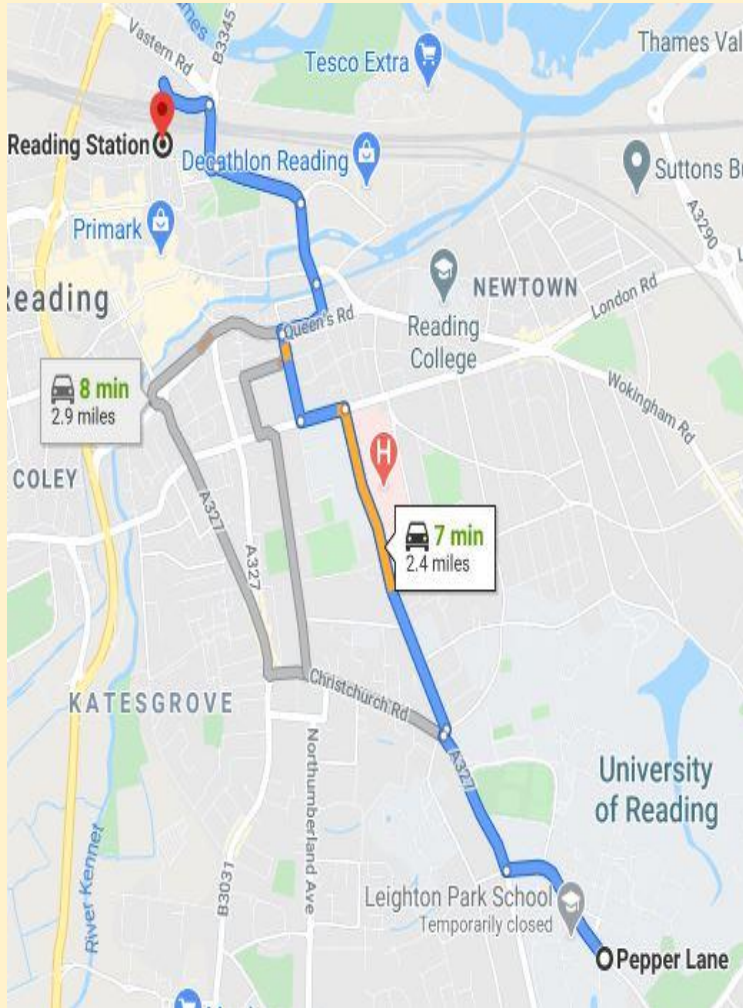 Vastern Rd
B3345
Tesco Extra
Thames Val
Reading Station
Decathlon Reading
Suttons Bu
Primark
A3290
Reading
NEWTOWN
London Rd
Queen's Rd
Reading
College
8 min
2.9 miles
Wokingham Rd
COLEY
H
A327
A327
7 min
2.4 miles
Christchurch Rd
KATESGROVE
Northumberland Ave
A327
University
of Reading
River Kennet
B3031
Leighton Park School
Temporarily closed
Pepper Lane